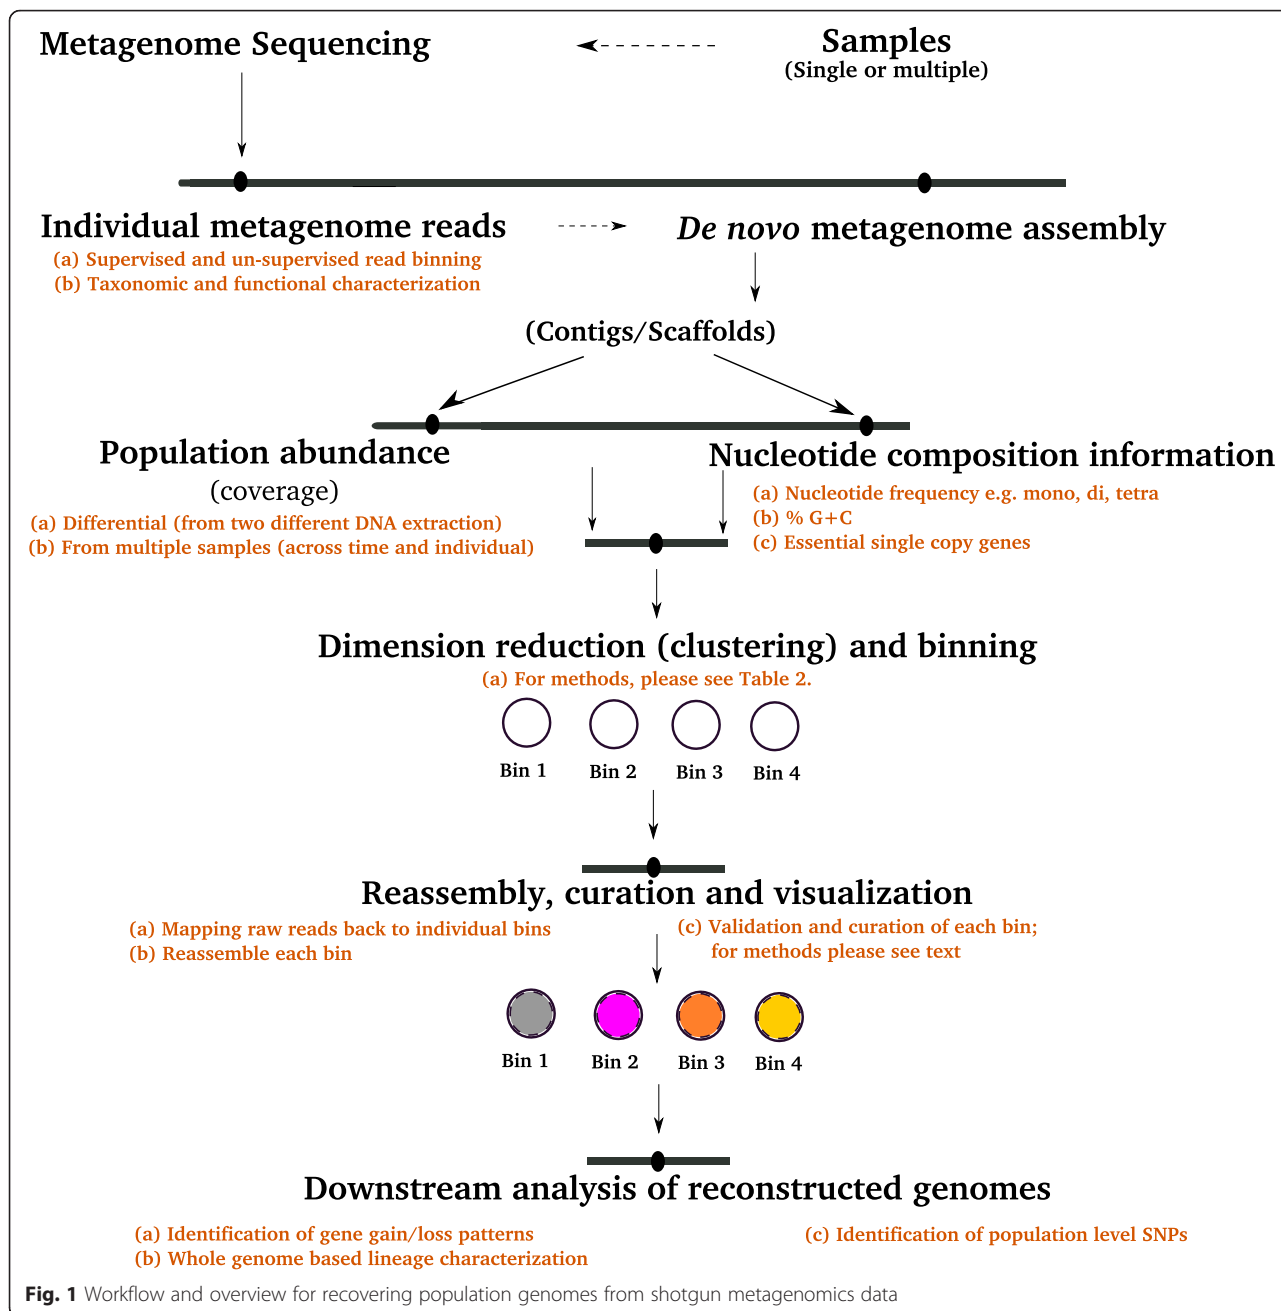 Metagenome Sequencing
Samples
(Single or multiple)
Individual metagenome reads
(a) Supervised and un-supervised read binning
(b) Taxonomic and functional characterization
De novo metagenome assembly
(Contigs/Scaffolds)
Population abundance
(coverage)
(a) Differential (from two different DNA extraction)
(b) From multiple samples (across time and individual)
Nucleotide composition information
(a) Nucleotide frequency e.g. mono, di, tetra
(b) % G+C
(c) Essential single copy genes
Dimension reduction (clustering) and binning
(a) For methods, please see Table 2.
Bin 1
Bin 2
Bin 3
Bin 4
Reassembly, curation and visualization
(a) Mapping raw reads back to individual bins
(b) Reassemble each bin
(c) Validation and curation of each bin;
for methods please see text
Bin 1
Bin 2
Bin 3
Bin 4
Downstream analysis of reconstructed genomes
(a) Identification of gene gain/loss patterns
(b) Whole genome based lineage characterization
(c) Identification of population level SNPs
Fig. 1 Workflow and overview for recovering population genomes from shotgun metagenomics data